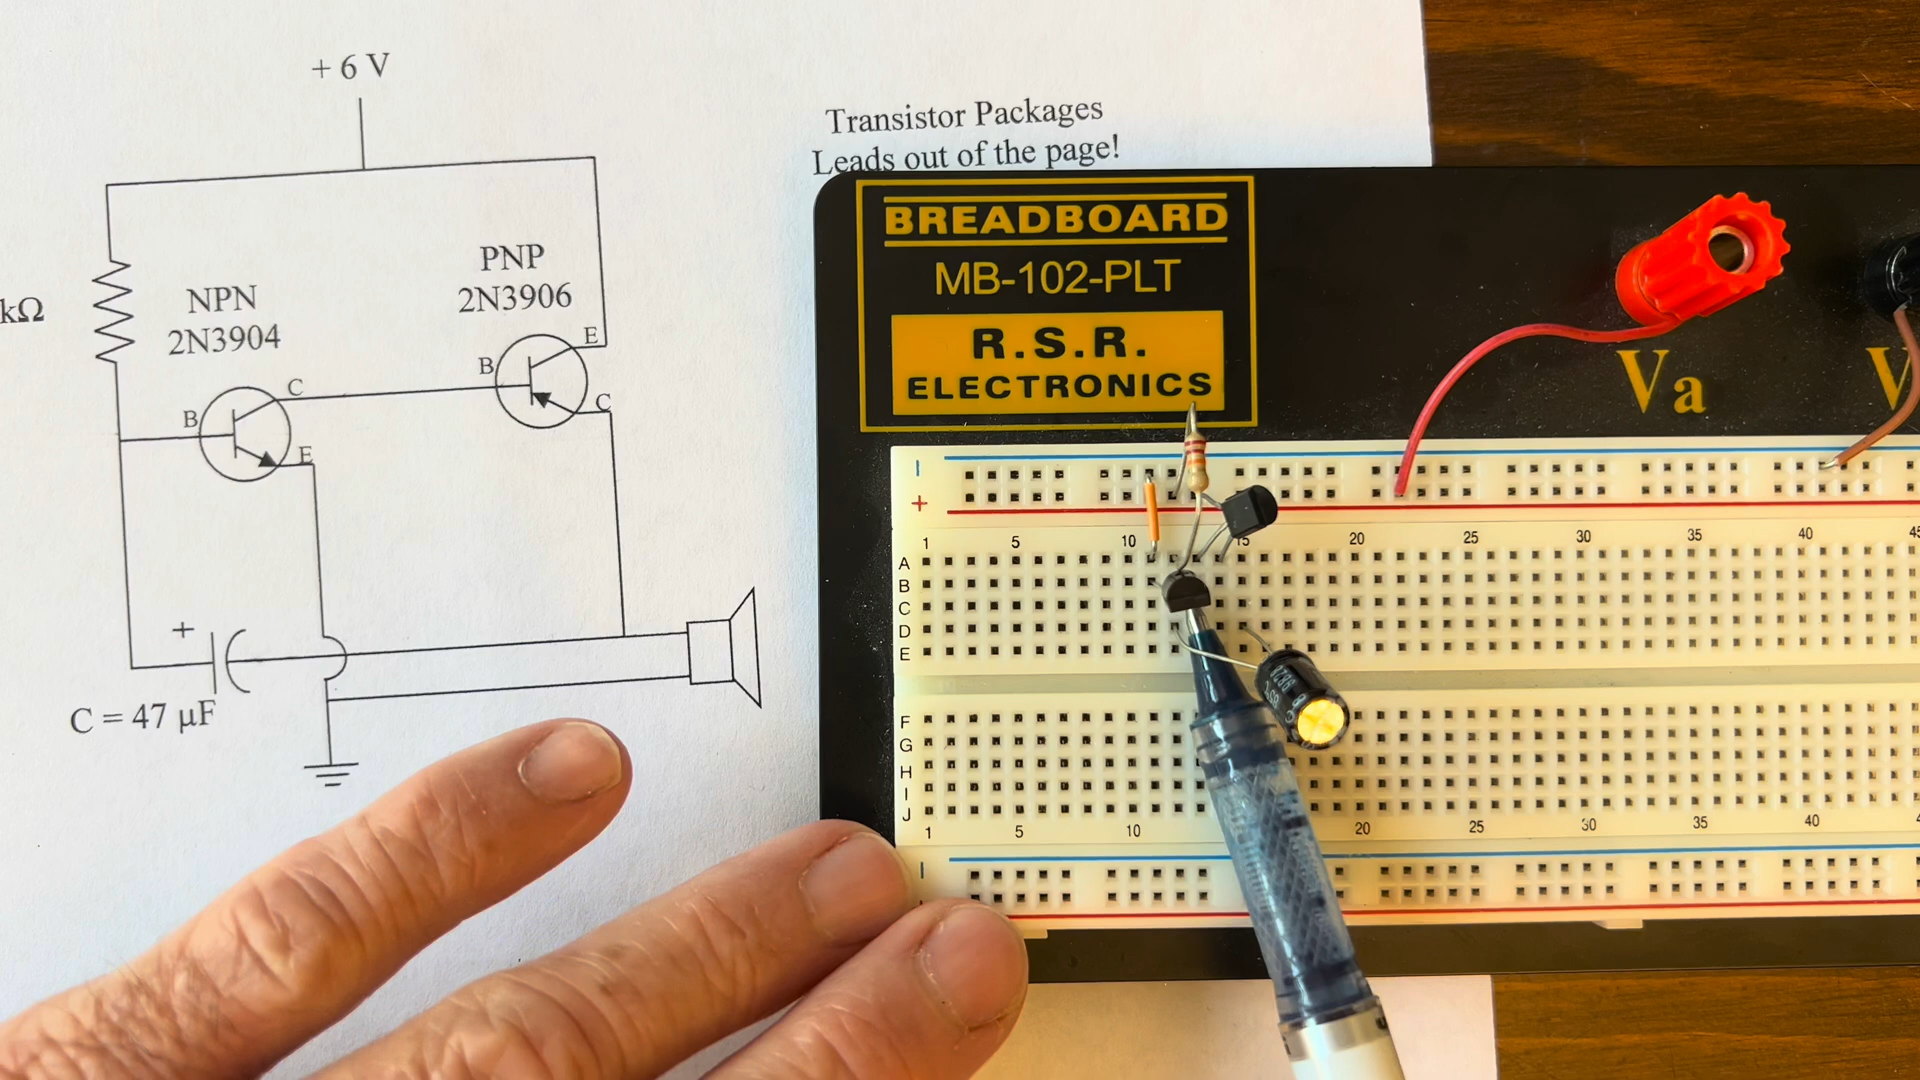 + 6 V
Transistor Packages
Leads out of the page!
kΩ
NPN
2N3904
PNP
2N3906
B
C
E
B
E
C
+
C = 47 µF
BREADBOARD
MB-102-PLT
R.S.R.
ELECTRONICS
Va
V
+
1 5 10 15 20 25 30 35 40 45
A
B
C
D
E
F
G
H
I
J
1 5 10 20 25 30 35 40